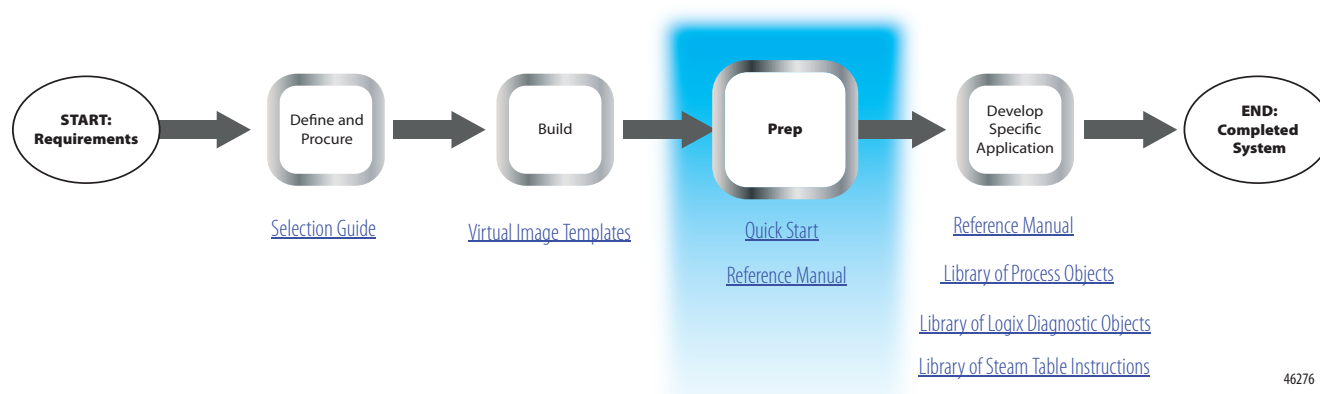 START:
Requirements
Define and
Procure
Build
Prep
Develop
Specific
Application
END:
Completed
System
Selection Guide
Virtual Image Templates
Quick Start
Reference Manual
Reference Manual
Library of Process Objects
Library of Logix Diagnostic Objects
Library of Steam Table Instructions
46276